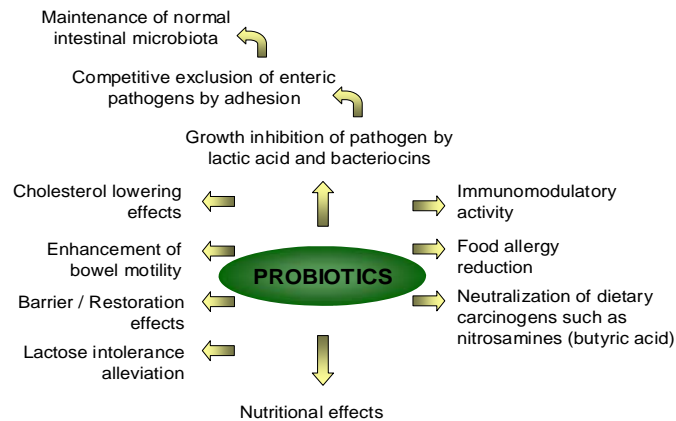 Maintenance of normal
intestinal microbiota
Competitive exclusion of enteric
pathogens by adhesion
Growth inhibition of pathogen by
lactic acid and bacteriocins
Cholesterol lowering
effects
Enhancement of
bowel motility
Barrier / Restoration
effects
Lactose intolerance
alleviation
PROBIOTICS
Immunomodulatory
activity
Food allergy
reduction
Neutralization of dietary
carcinogens such as
nitrosamines (butyric acid)
Nutritional effects